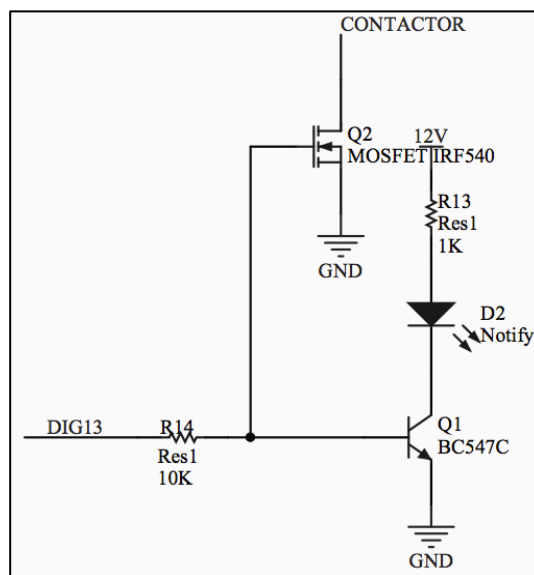 CONTACTOR
Q2
MOSFET IRF540
12V
R13
Res1
1K
GND
D2
Notify
DIG13
R14
Res1
10K
Q1
BC547C
GND